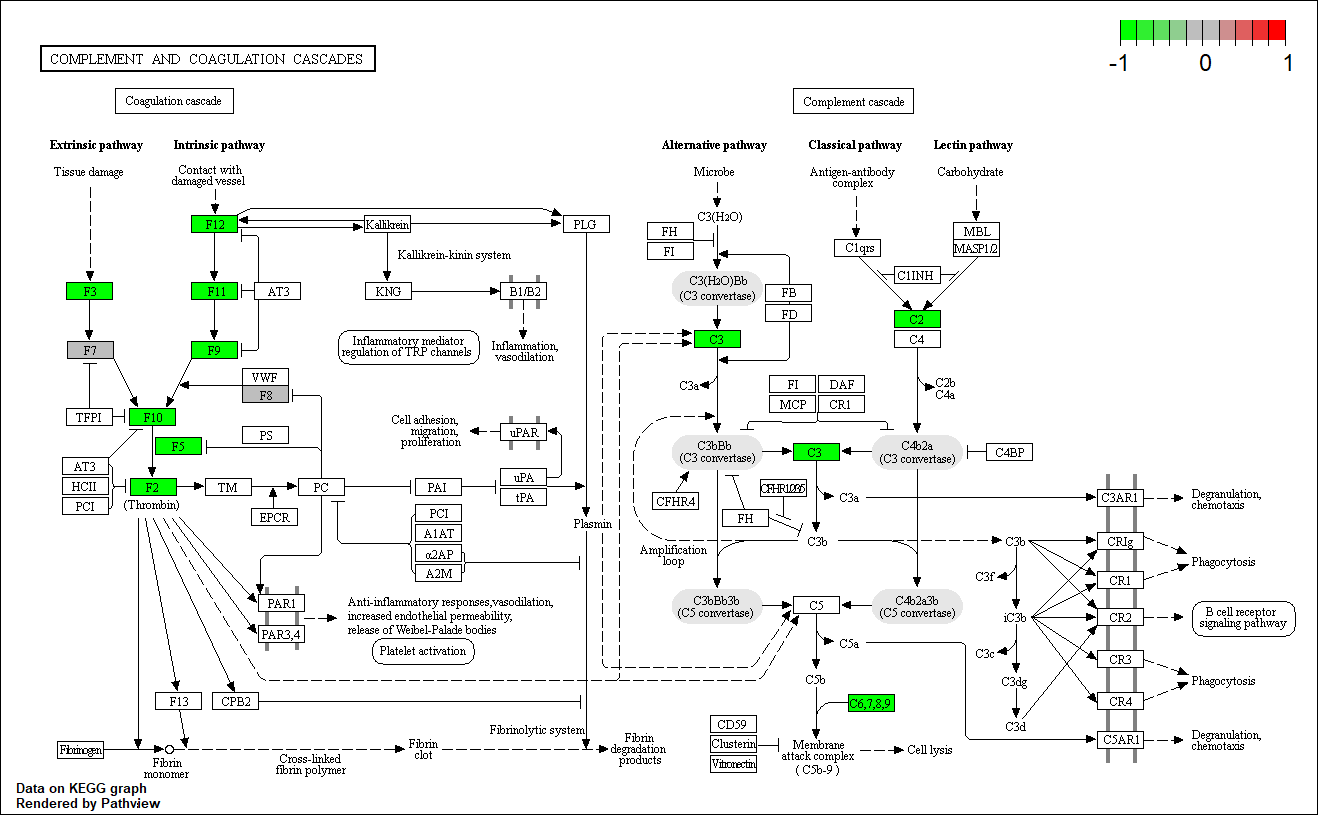 -1 0 1
COMPLEMENT AND COAGULATION CASCADES
Coagulation cascade
Complement cascade
Extrinsic pathway
Intrinsic pathway
Alternative pathway
Classical pathway
Lectin pathway
Tissue damage
Contact with
damaged vessel
Microbe
Antigen-antibody
complex
Carbohydrate
F12
Kallikrein
PLG
C3(H2O)
FH
FI
C1qrs
MBL
MASP1/2
Kallikrein-kinin system
C1INH
F3
F11
AT3
KNG
B1/B2
C3(H2O)Bb
(C3 convertase)
FB
FD
C2
C4
F7
F9
Inflammatory mediator
regulation of TRP channels
Inflammation,
vasodilation
C3
VWF
F8
C3a
FI
DAF
MCP
CR1
C2b
C4a
TFPI
F10
F5
PS
Cell adhesion,
migration,
proliferation
uPAR
C3bBb
(C3 convertase)
C3
C4b2a
(C3 convertase)
C4BP
AT3
HCII
PCI
F2
(Thrombin)
TM
PC
PAI
uPA
tPA
EPCR
CFHR4
FH
C3a
C3AR1
Degranulation,
chemotaxis
PCI
A1AT
α2AP
A2M
Plasmin
Amplification
loop
C3b
C3b
CRIg
C3f
CR1
Phagocytosis
PAR1
PAR3,4
Anti-inflammatory responses,vasodilation,
increased endothelial permeability,
release of Weibel-Palade bodies
Platelet activation
C3bBb3b
(C5 convertase)
C5
C4b2a3b
(C5 convertase)
iC3b
CR2
B cell receptor
signaling pathway
C5a
C3c
CR3
C5b
C3dg
Phagocytosis
F13
CPB2
C6,7,8,9
C3d
CR4
Fibrinolytic system
CD59
Clusterin
Vitronectin
Membrane
attack complex
(C5b-9)
Cell lysis
C5AR1
Degranulation,
chemotaxis
Fibrinogen
Fibrin
monomer
Cross-linked
fibrin polymer
Fibrin
clot
Fibrin
degradation
products
Data on KEGG graph
Rendered by Pathview